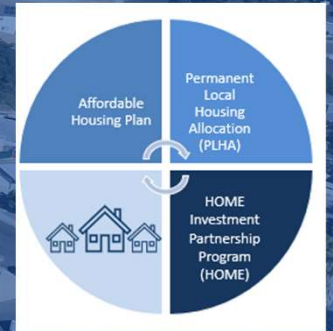 Affordable
Housing Plan
Permanent
Local
Housing
Allocation
(PLHA)
HOME
Investment
Partnership
Program
(HOME)